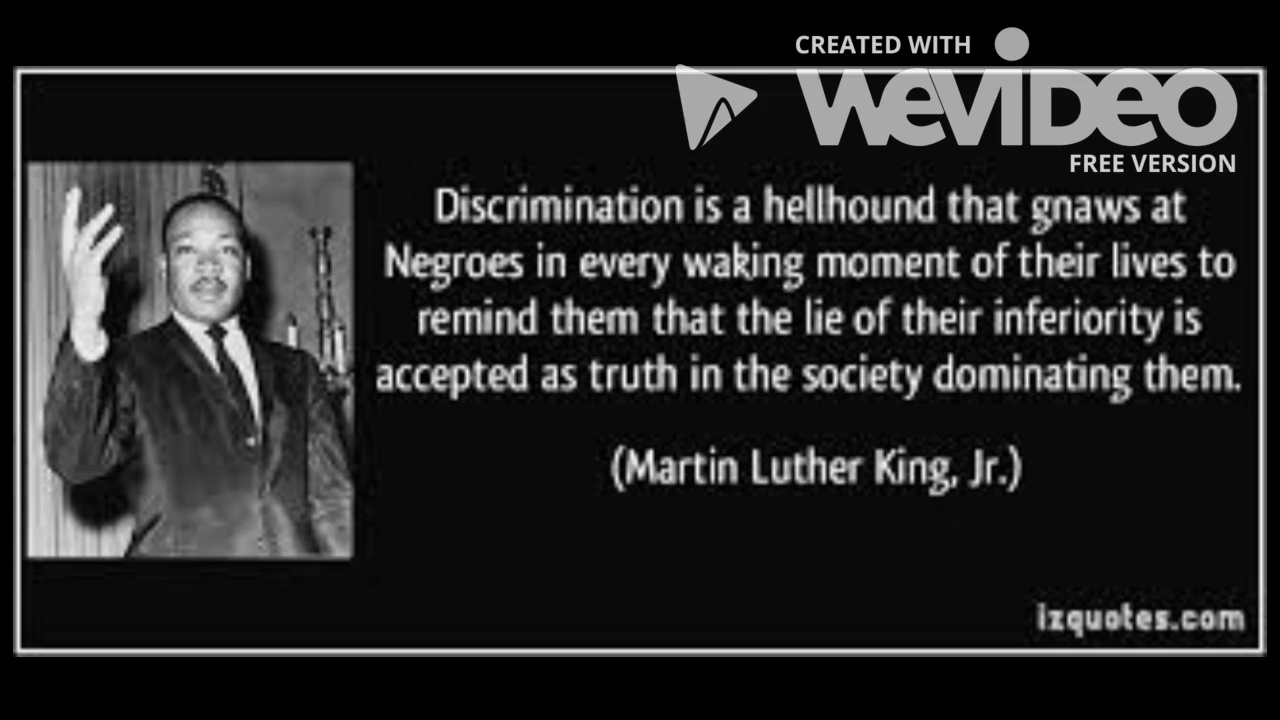 CREATED WITH
WEVIDEO
FREE VERSION
Discrimination is a hellhound that gnaws at
Negroes in every waking moment of their lives to
remind them that the lie of their inferiority is
accepted as truth in the society dominating them.
(Martin Luther King, Jr.)
izquotes.com